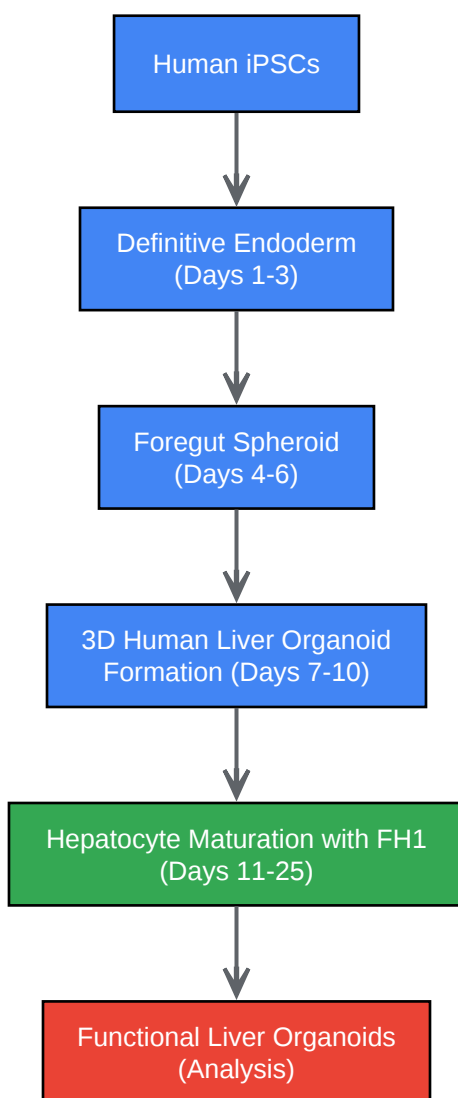 Human iPSCs
Definitive Endoderm
(Days 1-3)
Foregut Spheroid
(Days 4-6)
3D Human Liver Organoid
Formation (Days 7-10)
Hepatocyte Maturation with FH1
(Days 11-25)
Functional Liver Organoids
(Analysis)